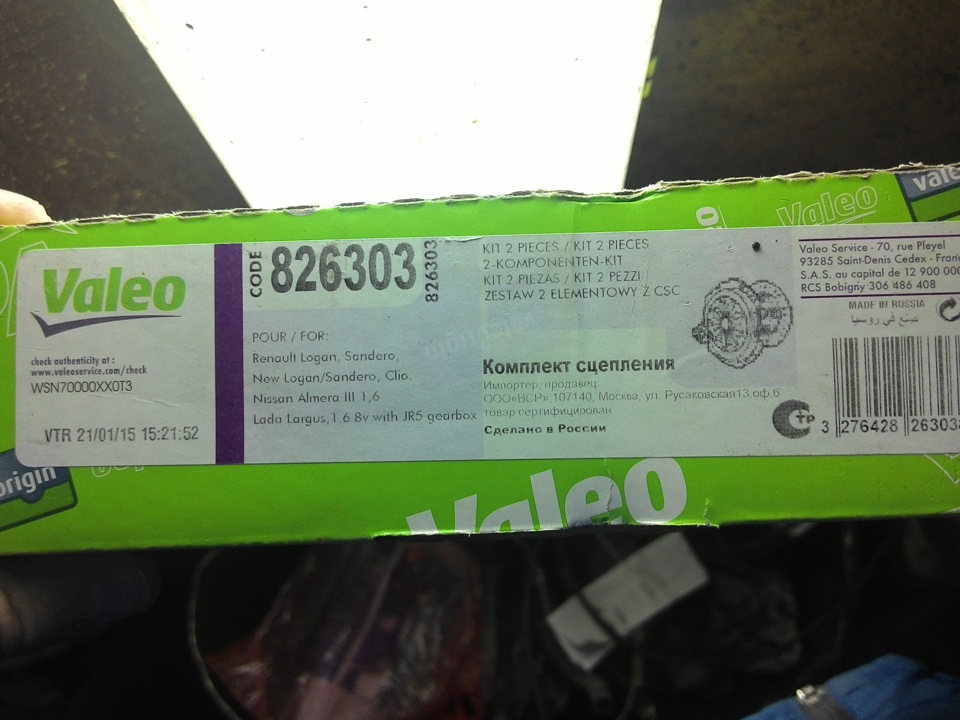 Valeo
check authenticity at :
www.valeoservice.com/check
WSN70000XX0T3
VTR 21/01/15 15:21:52
CODE 826303
826303
POUR / FOR:
Renault Logan, Sandero,
New Logan/Sandero, Clio.
Nissan Almera III 1,6
Lada Largus, 1.6 8v with JR5 gearbox
KIT 2 PIECES / KIT 2 PIECES
2-KOMPONENTEN-KIT
KIT 2 PIEZAS / KIT 2 PEZZI /
ZESTAW 2 ELEMENTOWY Z CSC
Комплект сцепления
Импортер, продавец:
ООО«ВСР», 107140, Москва, ул. Русаковская13,оф.6
товар сертифицирован
Сделано в России
Valeo Service - 70, rue Pleyel
93285 Saint-Denis Cedex - Fran
S.A.S. au capital de 12 900 000
RCS Bobigny 306 486 408
MADE IN RUSSIA
صنع في روسيا
3 276428 26303
Valeo
Valeo
origin
Valeo